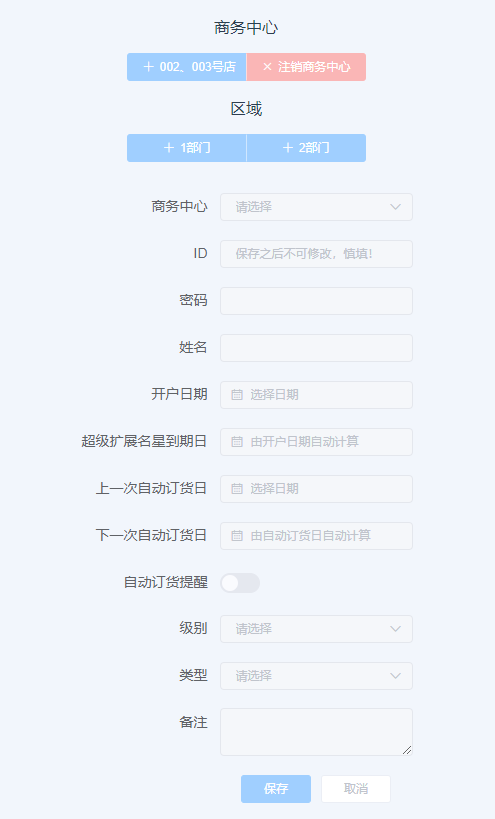 商务中心
002、003号店 注销商务中心
区域
1部门 2部门
商务中心 请选择
ID 保存之后不可修改，慎填！
密码
姓名
开户日期 选择日期
超级扩展名星到期日 由开户日期自动计算
上一次自动订货日 选择日期
下一次自动订货日 由自动订货日自动计算
自动订货提醒
级别 请选择
类型 请选择
备注
保存 取消